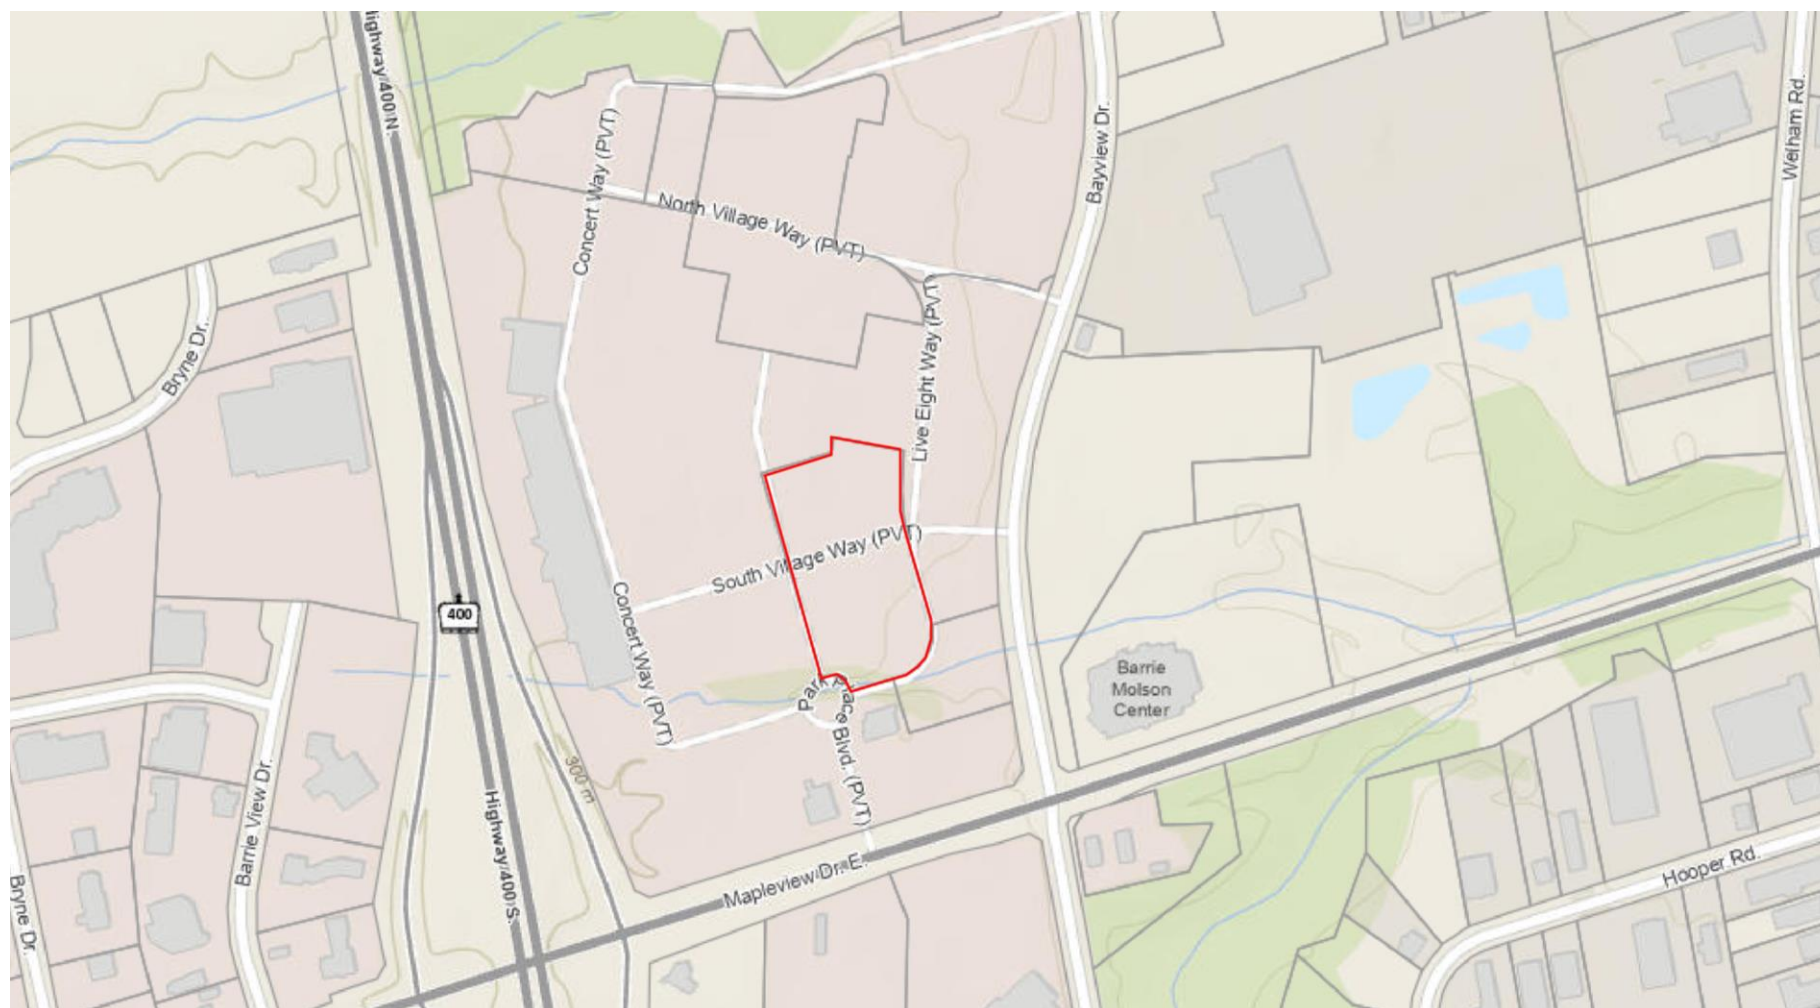 Highway 400 N.
Concert Way (PVT)
North Village Way (PVT)
Bayview Dr.
Welham Rd.
Bryne Dr.
Live Eight Way (PVT)
South Village Way (PVT)
400
Concert Way (PVT)
Park Place Blvd. (PVT)
Barrie
Molson
Center
300 m
Barrie View Dr.
Highway 400 S.
Mapleview Dr. E.
Hooper Rd.
Bryne Dr.